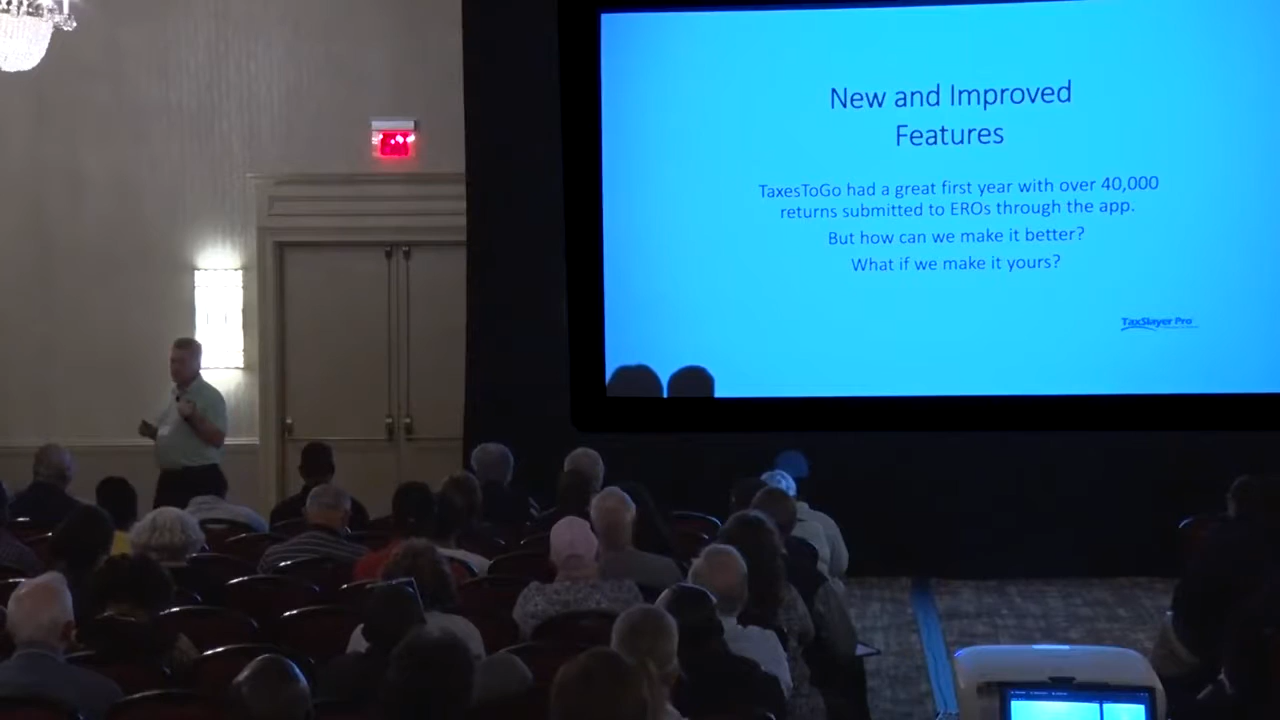 New and Improved
Features
TaxesToGo had a great first year with over 40,000
returns submitted to EROs through the app.
But how can we make it better?
What if we make it yours?
TaxSlayer Pro